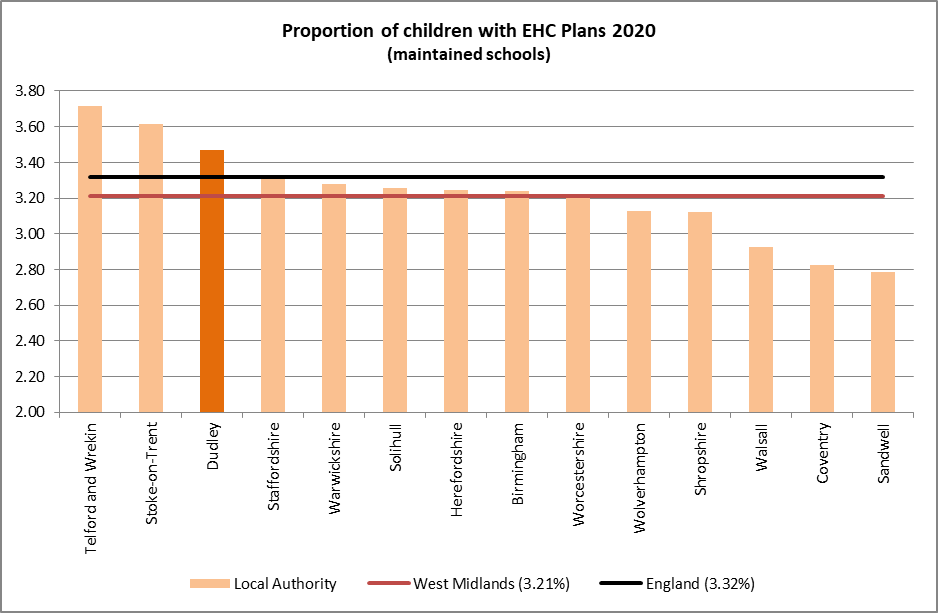 Proportion of children with EHC Plans 2020
(maintained schools)
3.80
3.60
3.40
3.20
3.00
2.80
2.60
2.40
2.20
2.00
Telford and Wrekin
Stoke-on-Trent
Dudley
Staffordshire
Warwickshire
Solihull
Herefordshire
Birmingham
Worcestershire
Wolverhampton
Shropshire
Walsall
Coventry
Sandwell
Local Authority
West Midlands (3.21%)
England (3.32%)